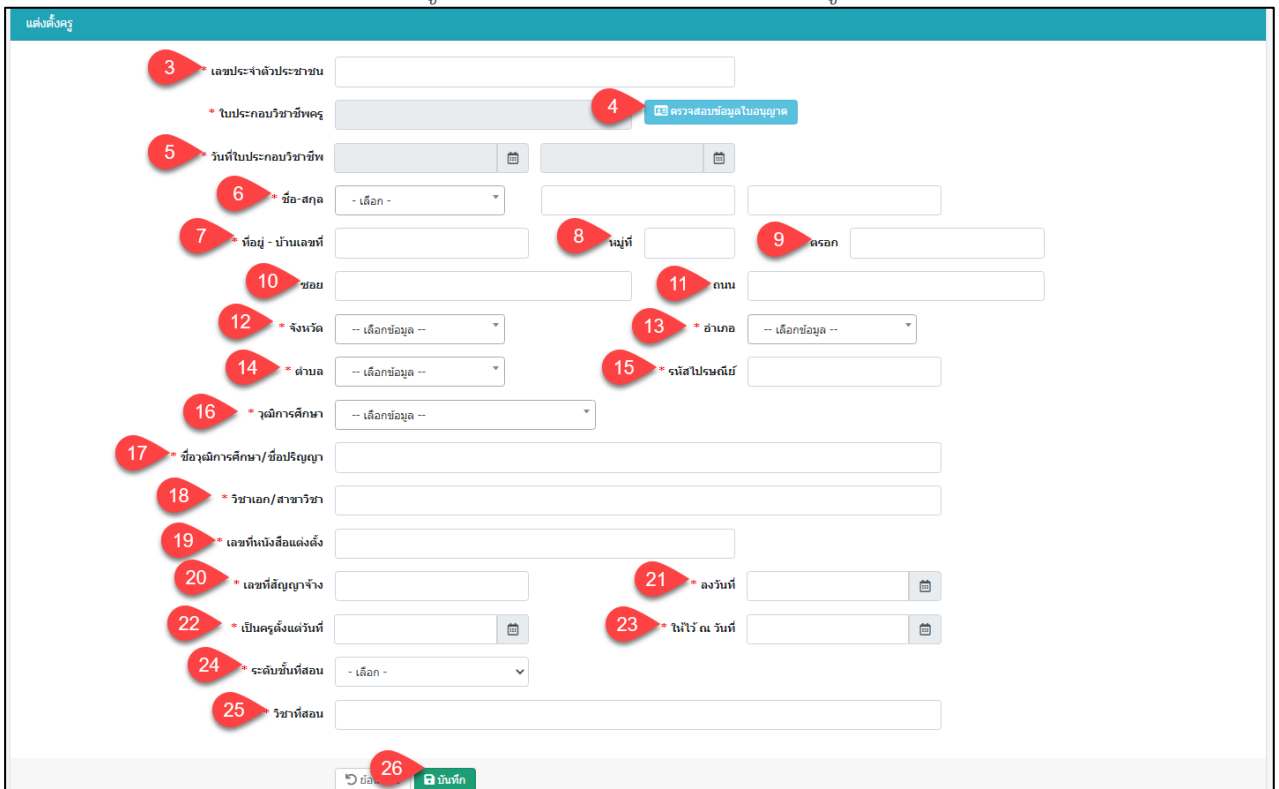 แต่งตั้งครู
3 * เลขประจำตัวประชาชน
* ใบประกอบวิชาชีพครู 4 ตรวจสอบข้อมูลใบอนุญาต
5 * วันที่ใบประกอบวิชาชีพ
6 * ชื่อ-สกุล - เลือก -
7 * ที่อยู่ - บ้านเลขที่ 8 หมู่ที่ 9 ตรอก
10 ซอย 11 ถนน
12 * จังหวัด -- เลือกข้อมูล -- 13 * อำเภอ -- เลือกข้อมูล --
14 * ตำบล -- เลือกข้อมูล -- 15 * รหัสไปรษณีย์
16 * วุฒิการศึกษา -- เลือกข้อมูล --
17 * ชื่อวุฒิการศึกษา/ชื่อปริญญา
18 * วิชาเอก/สาขาวิชา
19 * เลขที่หนังสือแต่งตั้ง
20 * เลขที่สัญญาจ้าง 21 * ลงวันที่
22 * เป็นครูตั้งแต่วันที่ 23 * ให้ไว้ ณ วันที่
24 * ระดับชั้นที่สอน - เลือก -
25 * วิชาที่สอน
26 บันทึก